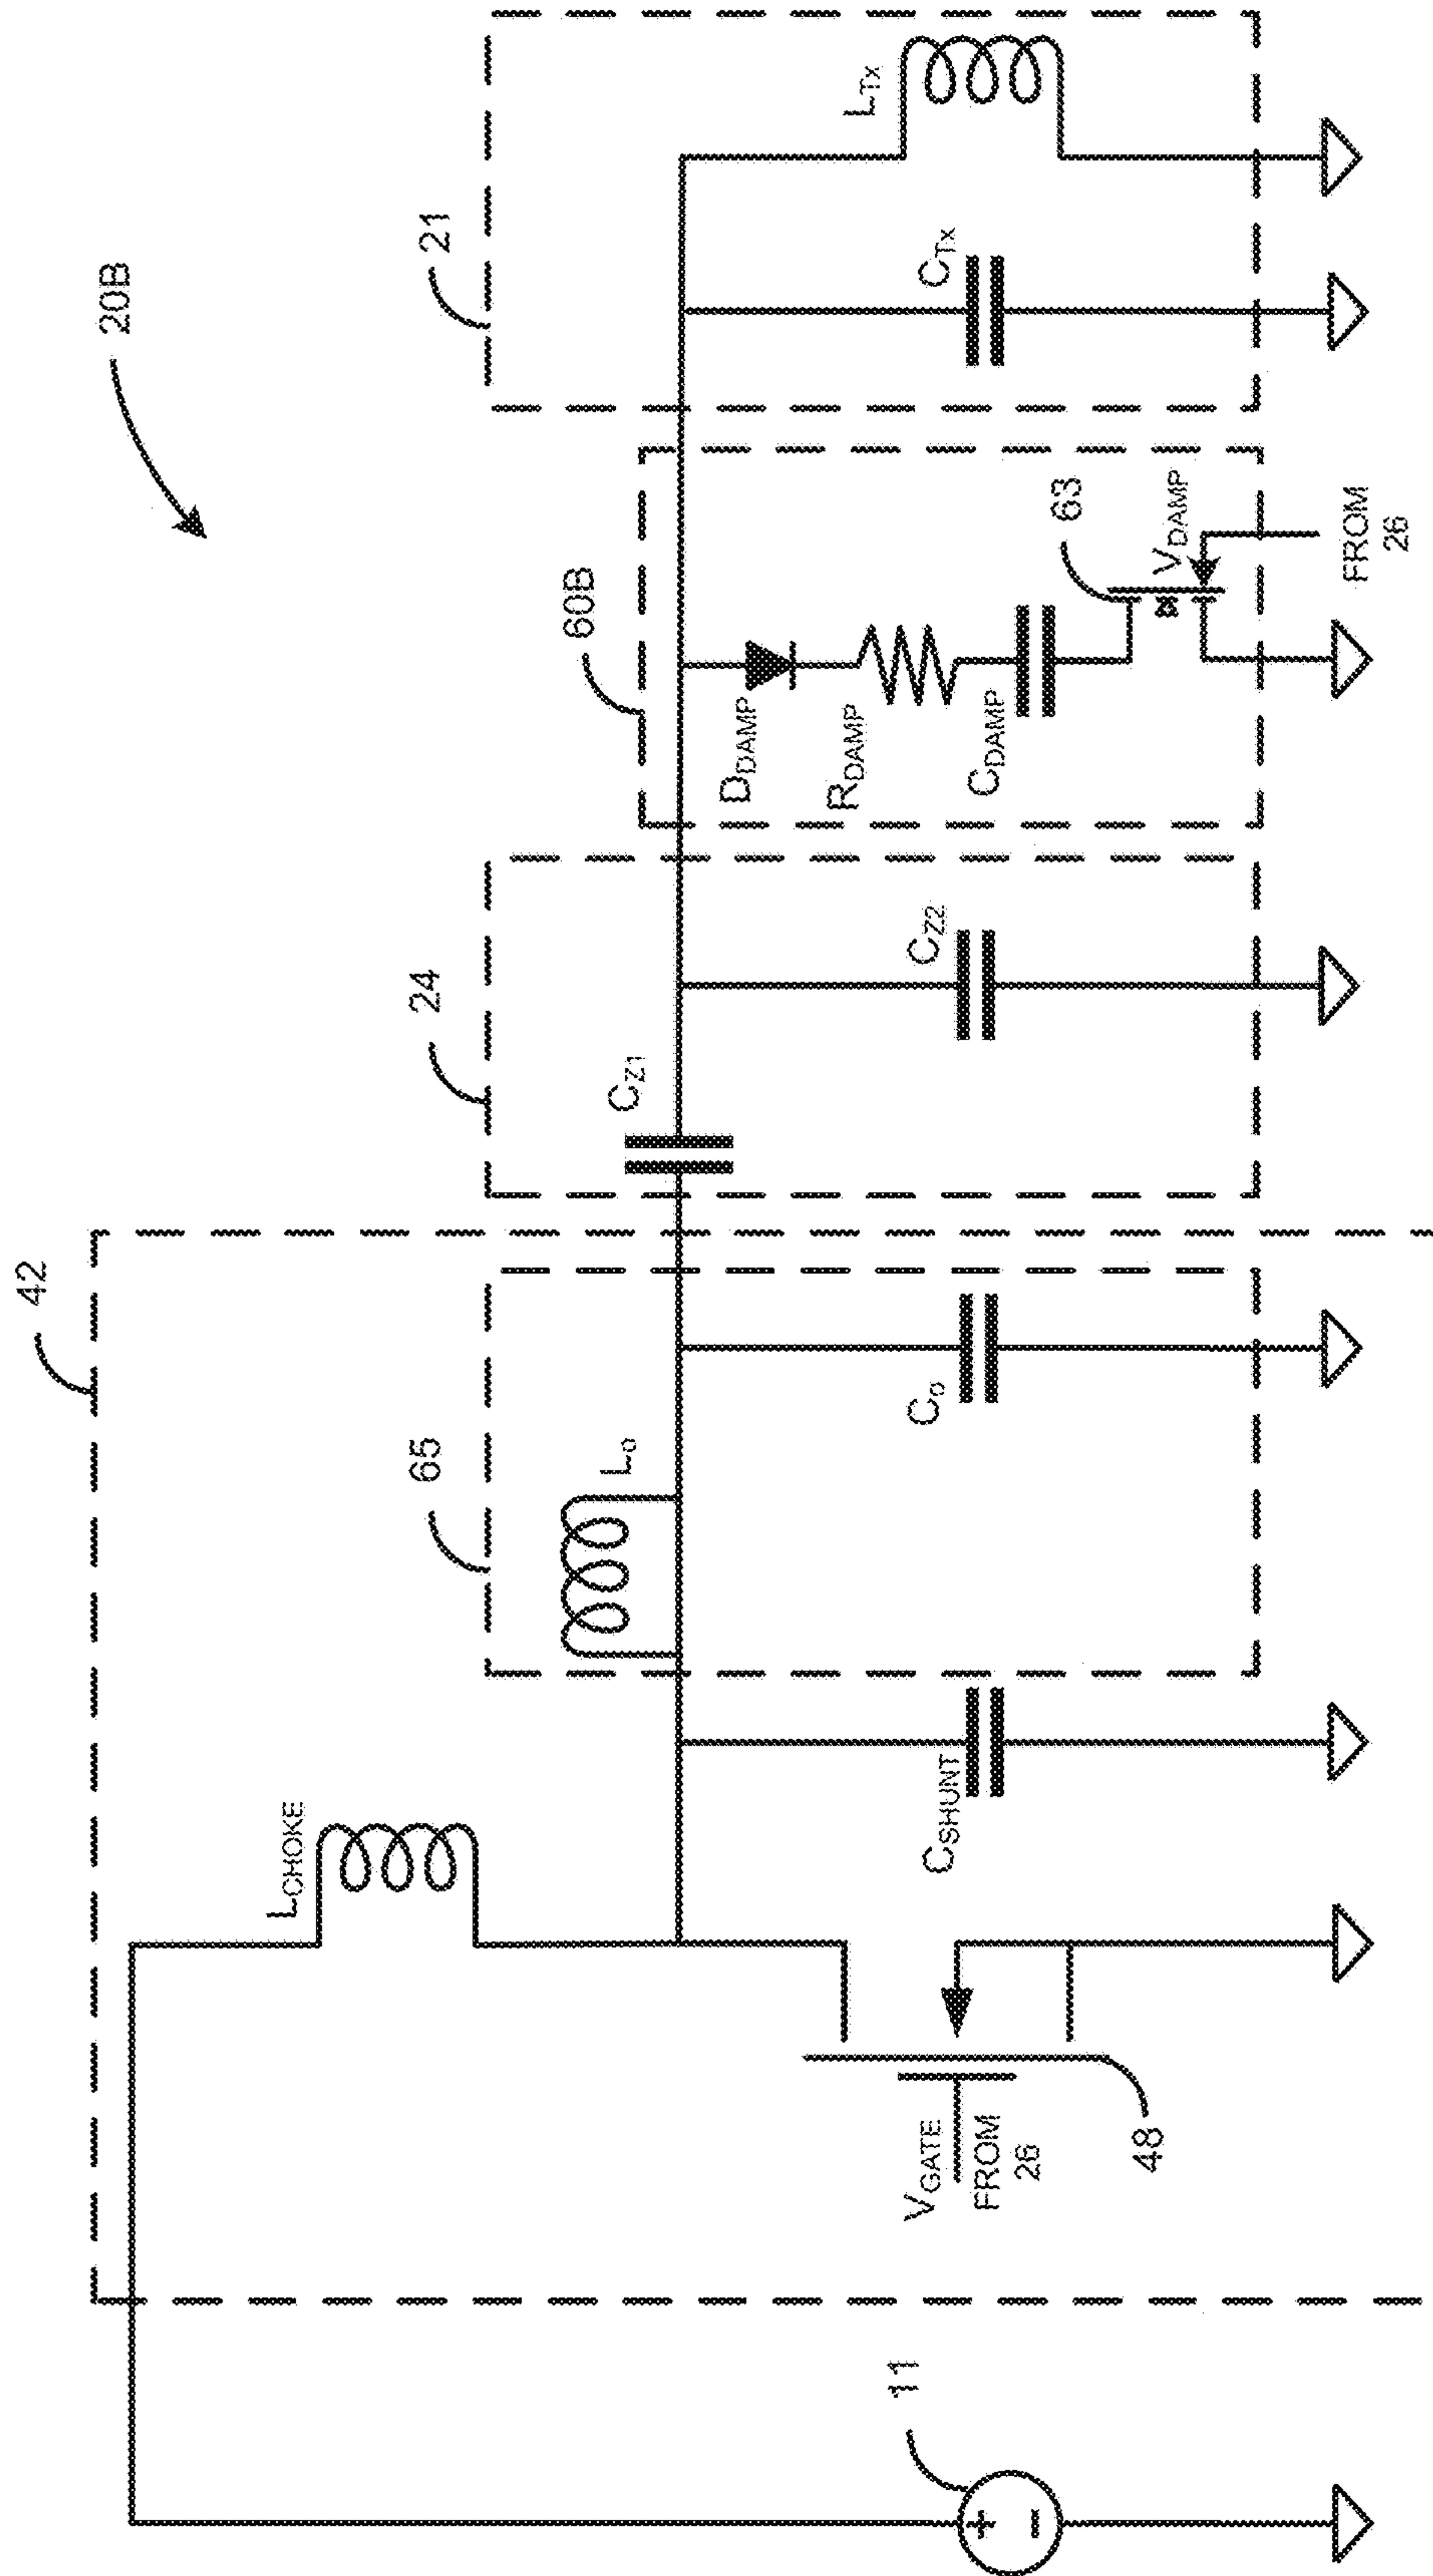 20B
42
65
24
60B
21
L_CHOKE
L_o
C_Z1
D_DAMP
R_DAMP
C_DAMP
63
V_DAMP
FROM
26
L_Tx
C_Tx
C_Z2
C_o
C_SHUNT
V_GATE
FROM
26
48
11
+
-